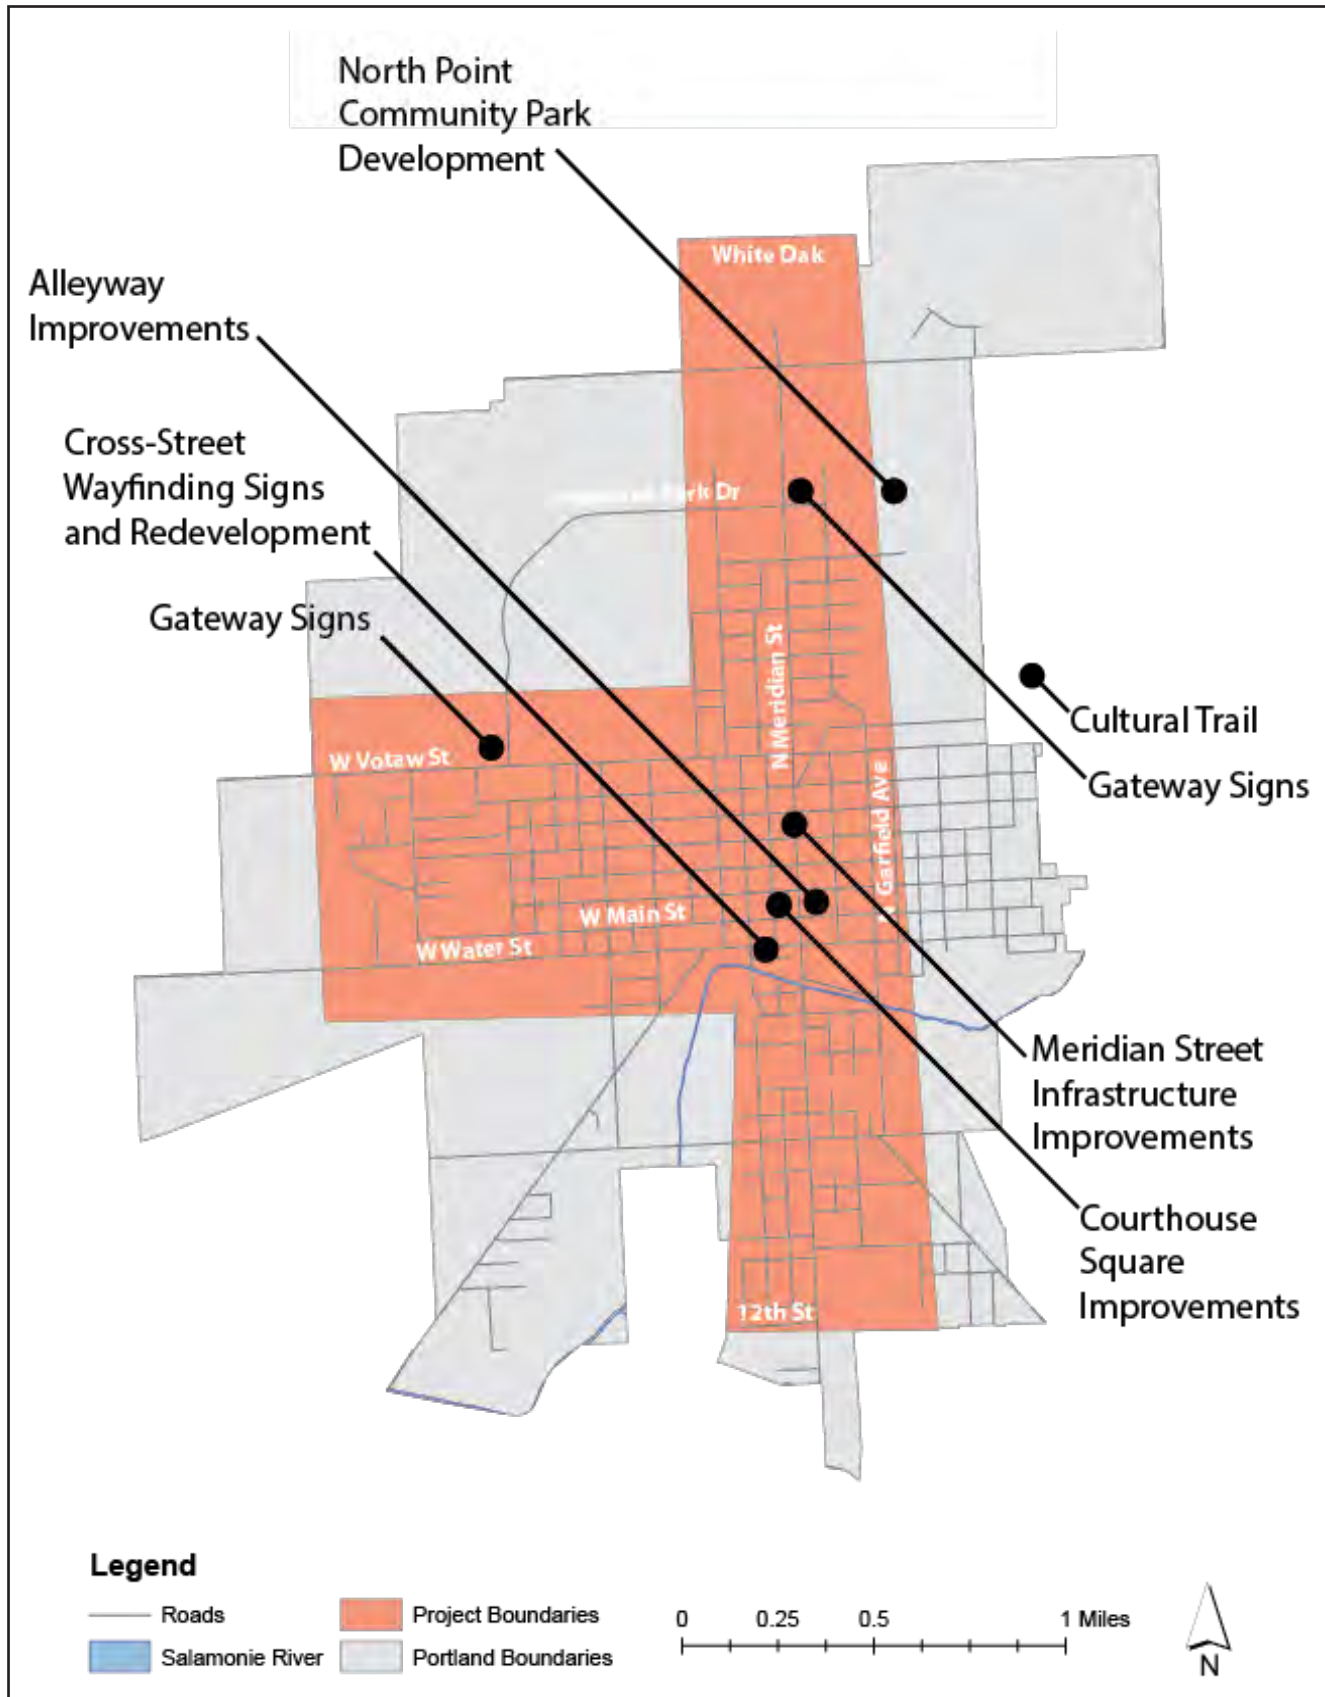 North Point
Community Park
Development
White Oak
Alleyway
Improvements
Cross-Street
Wayfinding Signs
and Redevelopment
Park Dr
Gateway Signs
N Meridian St
Cultural Trail
Gateway Signs
W Votaw St
N Garfield Ave
W Main St
W Water St
Meridian Street
Infrastructure
Improvements
Courthouse
Square
Improvements
12th St
Legend
Roads
Project Boundaries
Salamonie River
Portland Boundaries
0 0.25 0.5 1 Miles
N